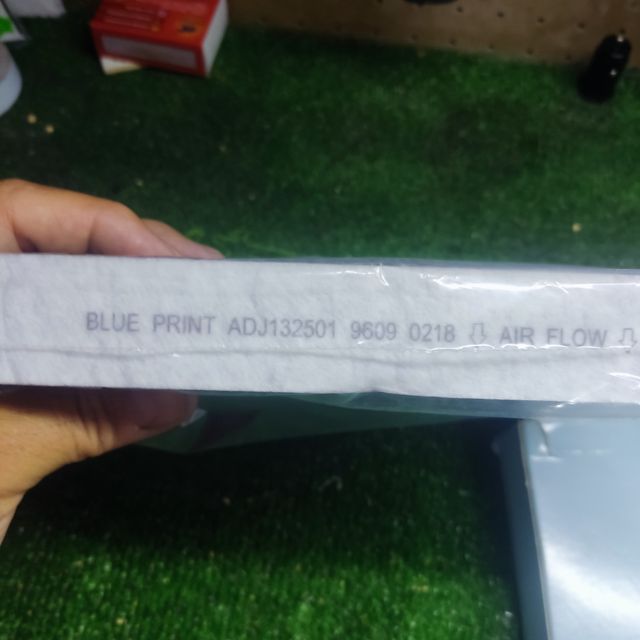 BLUE PRINT ADJ132501 9609 0218 ⇩ AIR FLOW ⇩